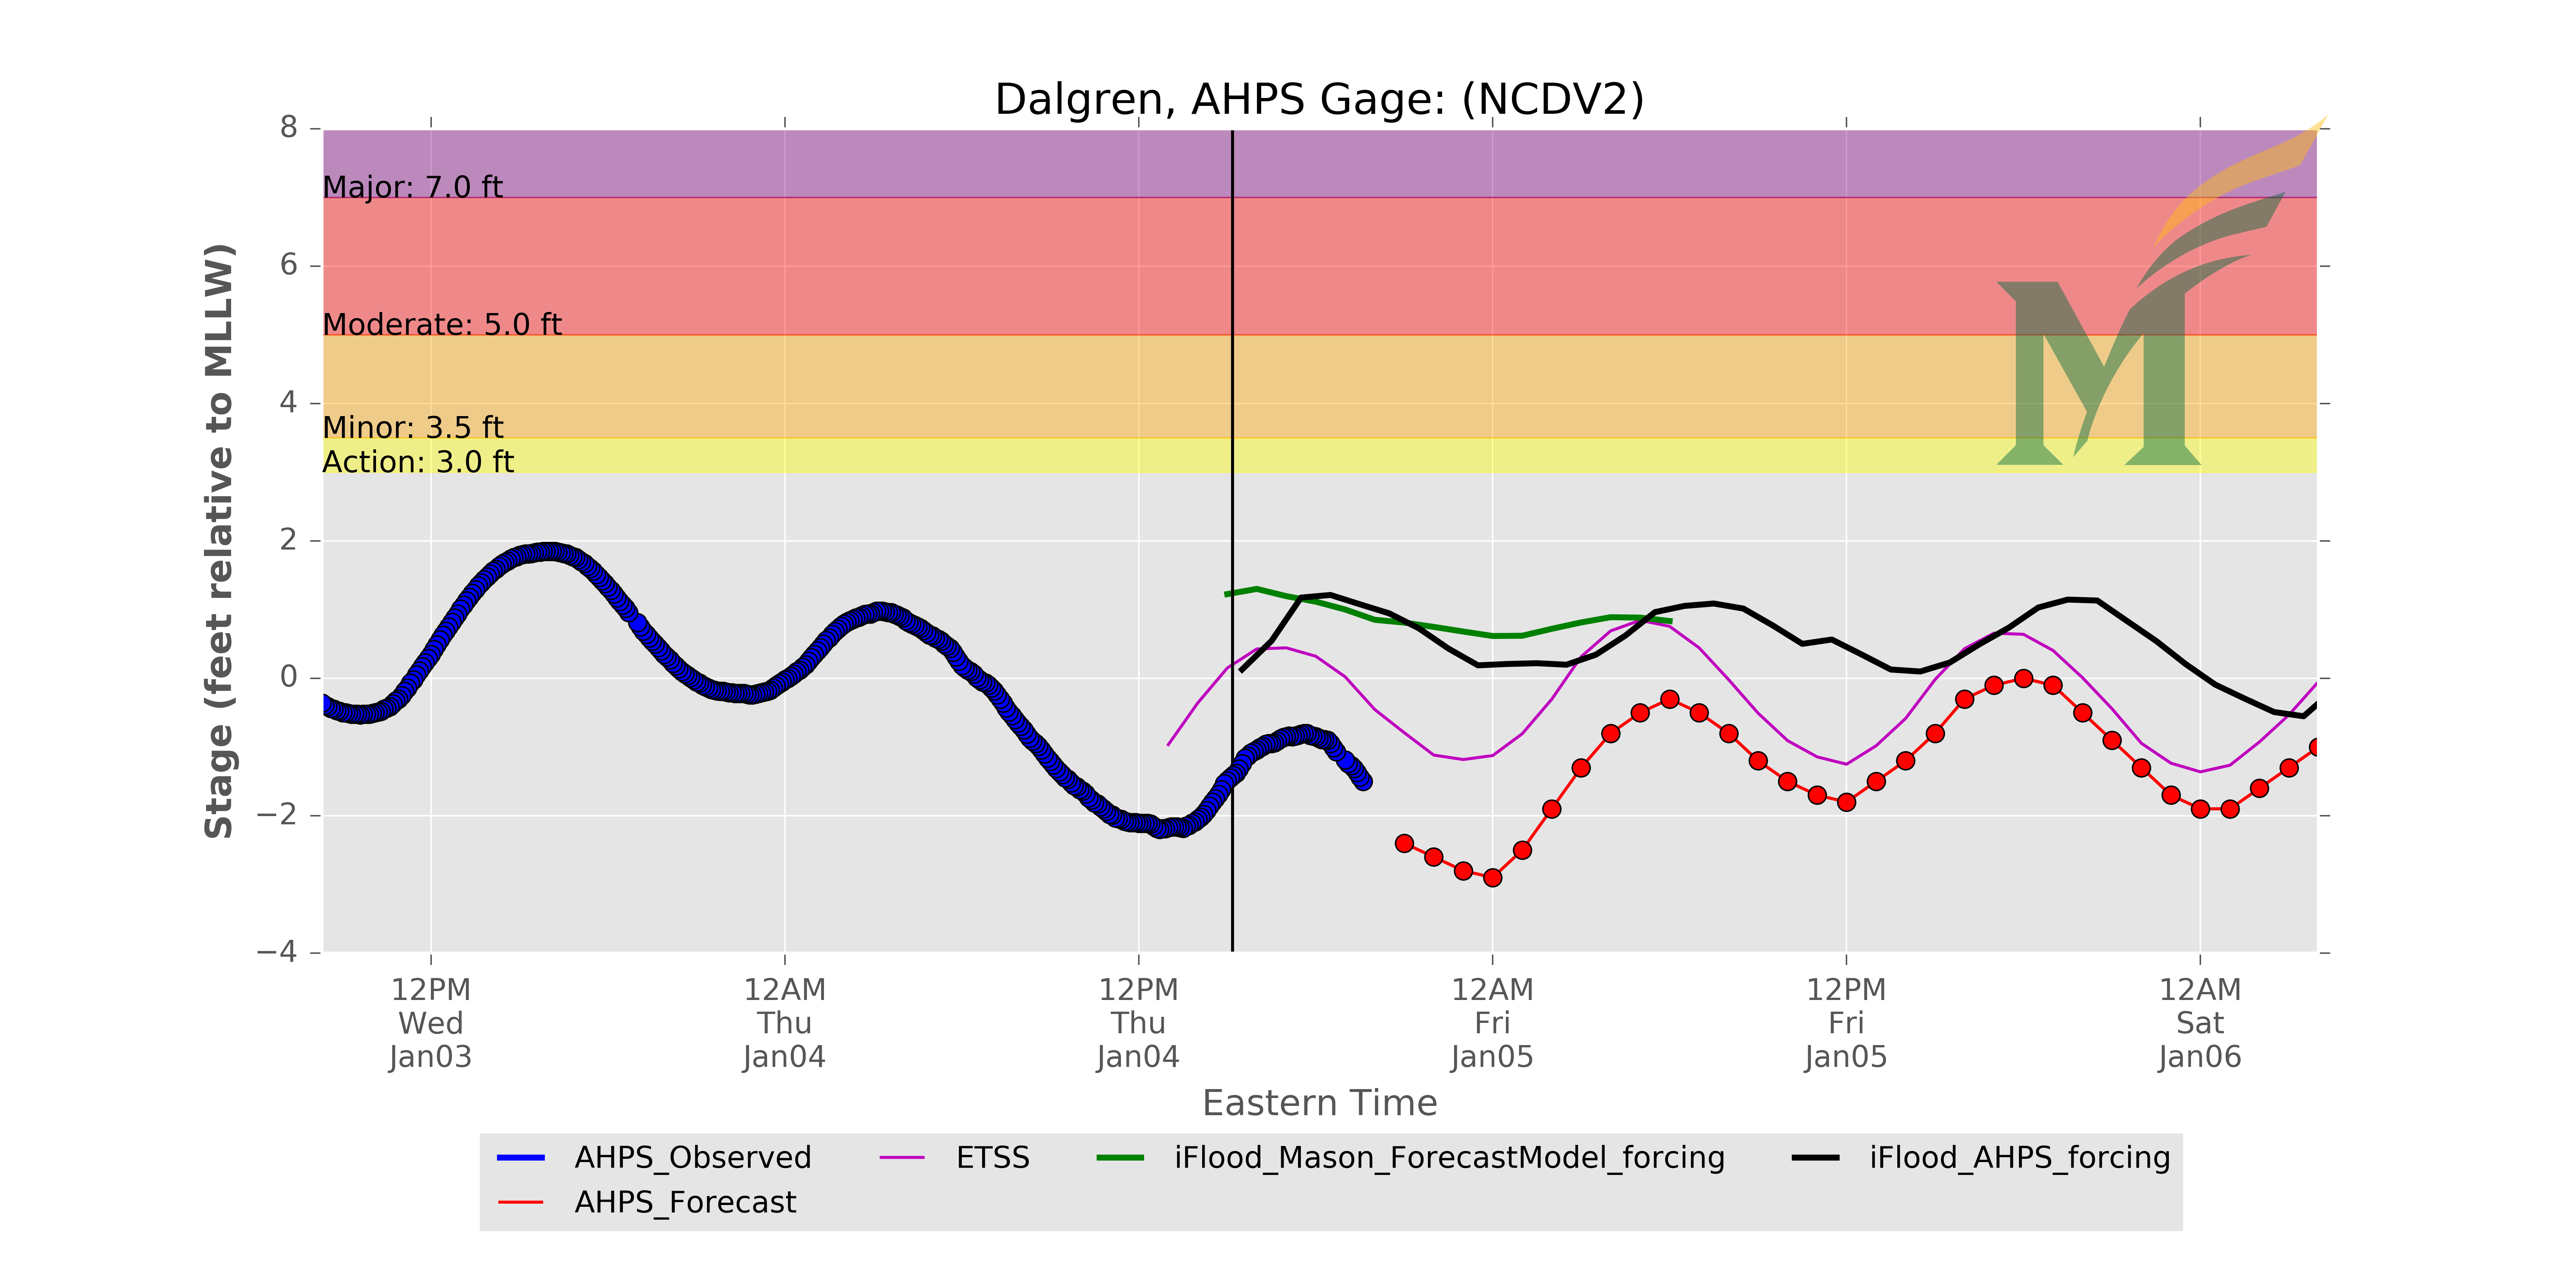 Dalgren, AHPS Gage: (NCDV2)
8
6
4
2
0
−2
−4
Stage (feet relative to MLLW)
Major: 7.0 ft
Moderate: 5.0 ft
Minor: 3.5 ft
Action: 3.0 ft
M
12PM
Wed
Jan03
12AM
Thu
Jan04
12PM
Thu
Jan04
12AM
Fri
Jan05
12PM
Fri
Jan05
12AM
Sat
Jan06
Eastern Time
AHPS_Observed
AHPS_Forecast
ETSS
iFlood_Mason_ForecastModel_forcing
iFlood_AHPS_forcing